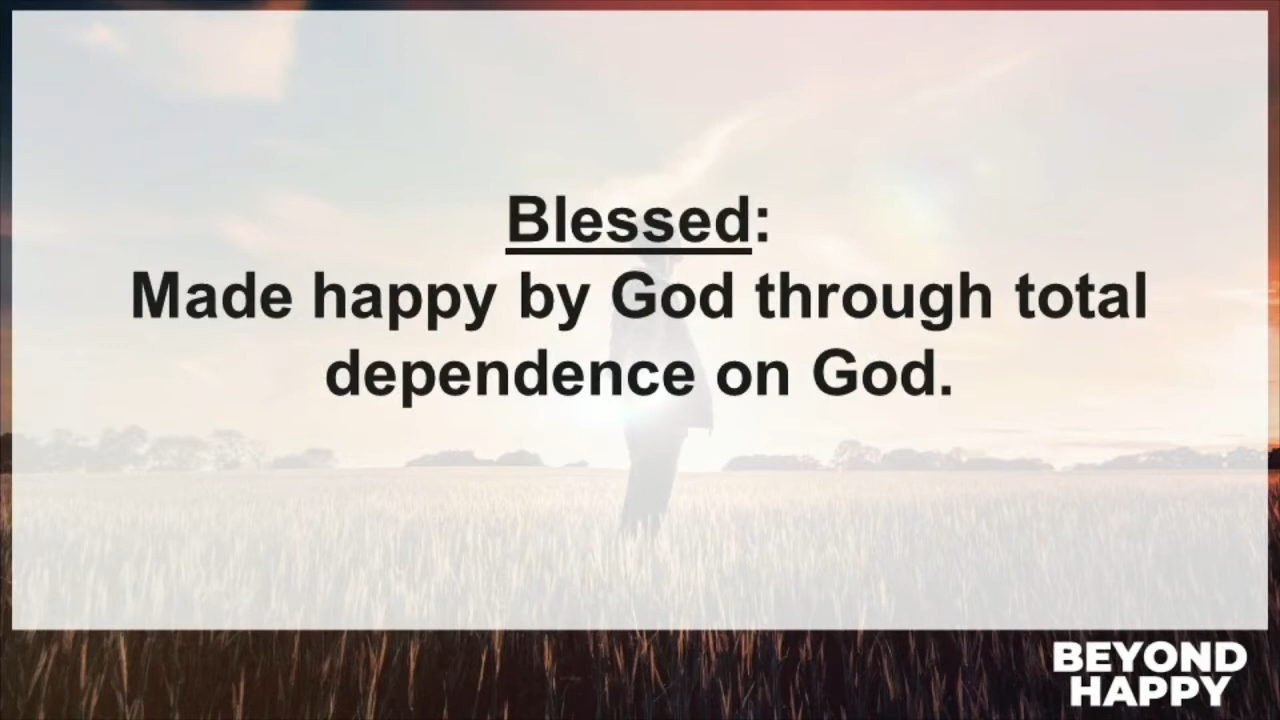 Blessed:
Made happy by God through total
dependence on God.
BEYOND
HAPPY